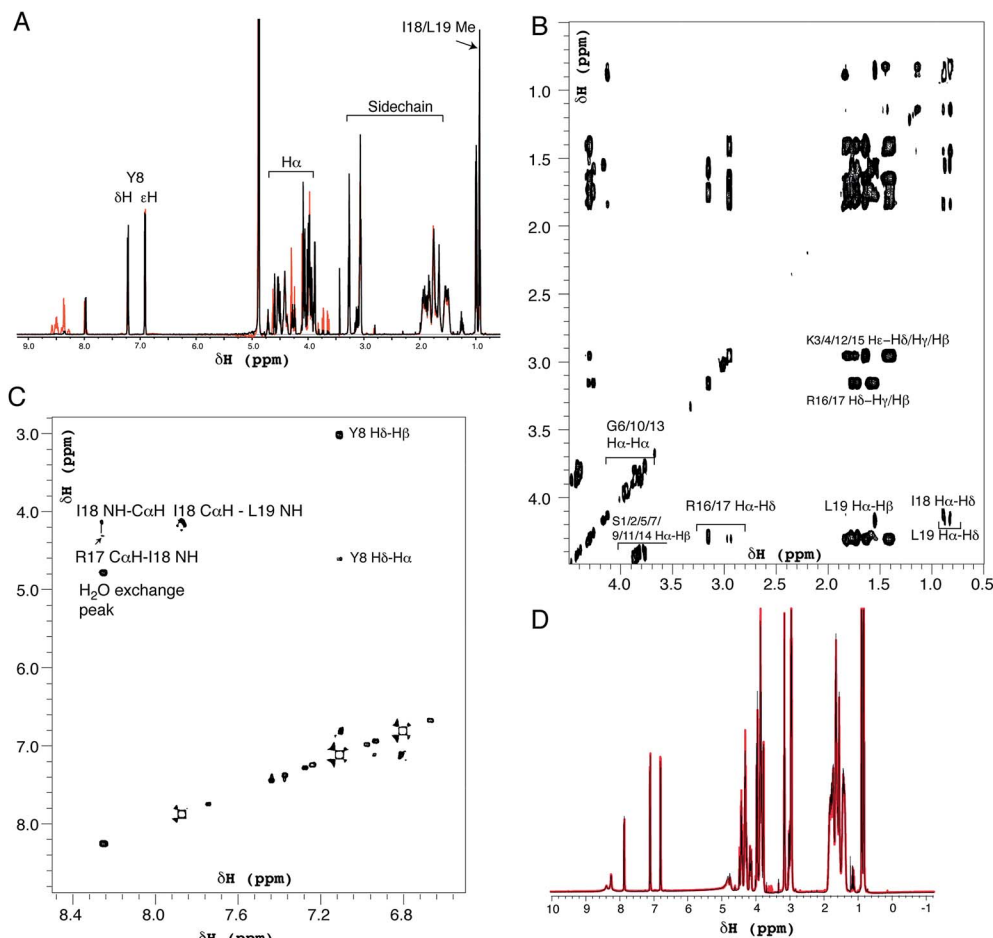 A
I18/L19 Me
Sidechain
Hα
Y8
δH εH
9.0 8.0 7.0 6.0 5.0 4.0 3.0 2.0 1.0
δH (ppm)
B
δH (ppm)
1.0
1.5
2.0
2.5
3.0
3.5
4.0
K3/4/12/15 Hε–Hδ/Hγ/Hβ
R16/17 Hδ–Hγ/Hβ
G6/10/13
Hα-Hα
R16/17 Hα-Hδ
L19 Hα-Hβ
I18 Hα-Hδ
L19 Hα-Hδ
S1/2/5/7/
9/11/14 Hα-Hβ
δH (ppm)
4.0 3.5 3.0 2.5 2.0 1.5 1.0 0.5
C
δH (ppm)
3.0
4.0
5.0
6.0
7.0
8.0
Y8 Hδ-Hβ
I18 NH-CαH I18 CαH - L19 NH
R17 CαH-I18 NH
Y8 Hδ-Hα
H2O exchange
peak
δH (ppm)
8.4 8.0 7.6 7.2 6.8
δH (ppm)
D
10 9 8 7 6 5 4 3 2 1 0 -1
δH (ppm)